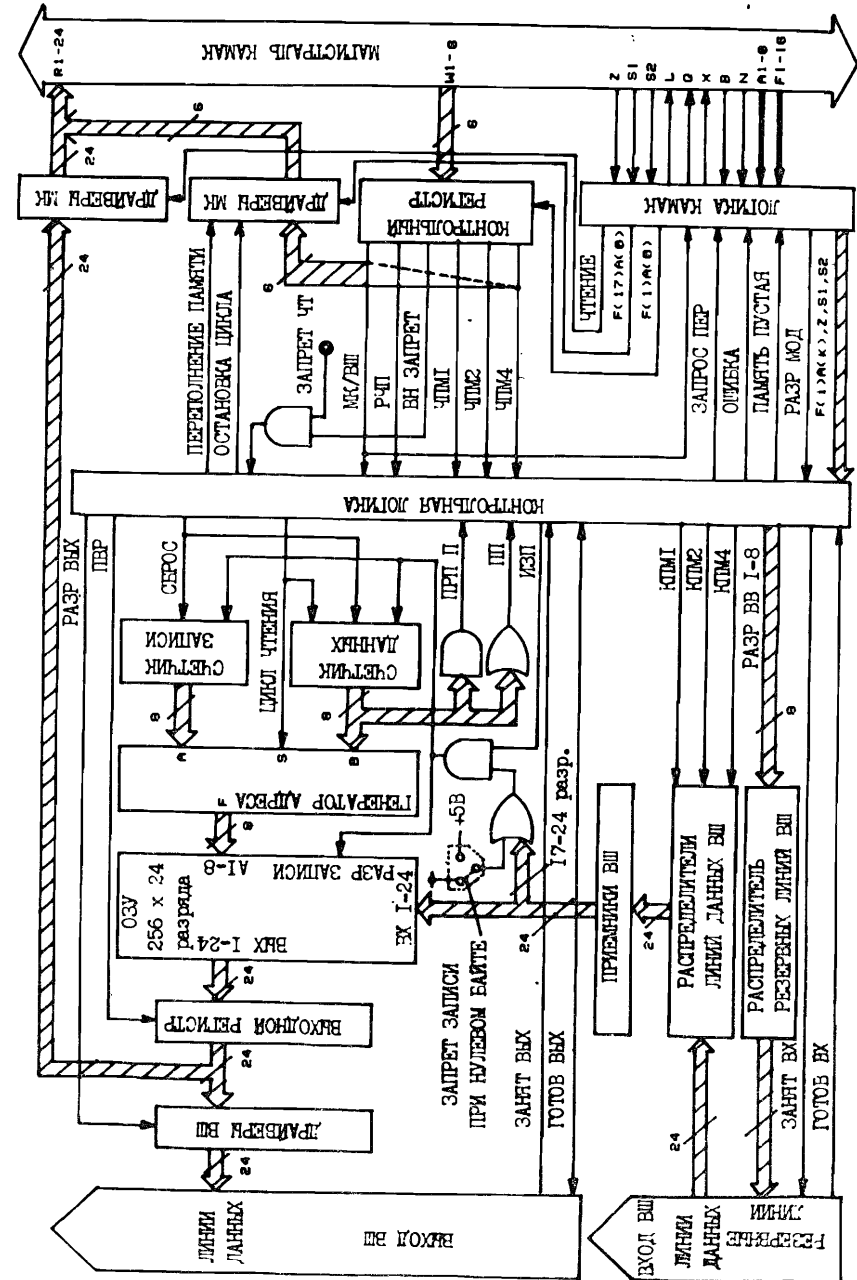 МАГИСТРАЛЬ КАМАК
R1-24
W1-6
Z
S1
S2
L
Q
X
B
N
A1-8
F1-16
24
6
6
ДРАЙВЕРЫ МК
ДРАЙВЕРЫ МК
КОНТРОЛЬНЫЙ
РЕГИСТР
ЛОГИКА КАМАК
24
6
ПЕРЕПОЛНЕНИЕ ПАМЯТИ
ОСТАНОВКА ЦИКЛА
ЗАПРЕТ ЧТ
МК/ВШ
РЧП
ВН ЗАПРЕТ
ЧПМ1
ЧПМ2
ЧПМ4
ЧТЕНИЕ
F(17)A(0)
F(1)A(0)
ЗАПРОС ПЕР
ОШИБКА
ПАМЯТЬ ПУСТАЯ
РАЗР МОД
F(1)A(K),Z,S1,S2
КОНТРОЛЬНАЯ ЛОГИКА
РАЗР ВЫХ
ПВР
СБРОС
ЦИКЛ ЧТЕНИЯ
ПРП П
ПП
ИЗП
КПМ1
КПМ2
КПМ4
РАЗР ВВ I-8
8
СЧЕТЧИК
ЗАПИСИ
СЧЕТЧИК
ДАННЫХ
8
8
A
S
B
F
ГЕНЕРАТОР АДРЕСА
8
ОЗУ
256 x 24
разряда
AI-8
РАЗР ЗАПИСИ
ВЫХ I-24
ВХ I-24
+5В
I7-24 разр.
24
ЗАПРЕТ ЗАПИСИ
ПРИ НУЛЕВОМ БАЙТЕ
ПРИЕМНИКИ ВШ
24
РАСПРЕДЕЛИТЕЛИ
ЛИНИЙ ДАННЫХ ВШ
РАСПРЕДЕЛИТЕЛЬ
РЕЗЕРВНЫХ ЛИНИЙ ВШ
24
ВЫХОДНОЙ РЕГИСТР
24
ДРАЙВЕРЫ ВШ
24
ЗАНЯТ ВЫХ
ГОТОВ ВЫХ
24
ЗАНЯТ ВХ
ГОТОВ ВХ
ЛИНИИ
ДАННЫХ
ВЫХОД ВШ
ВХОД ВШ
ЛИНИИ
ДАННЫХ
РЕЗЕРВНЫЕ
ЛИНИИ